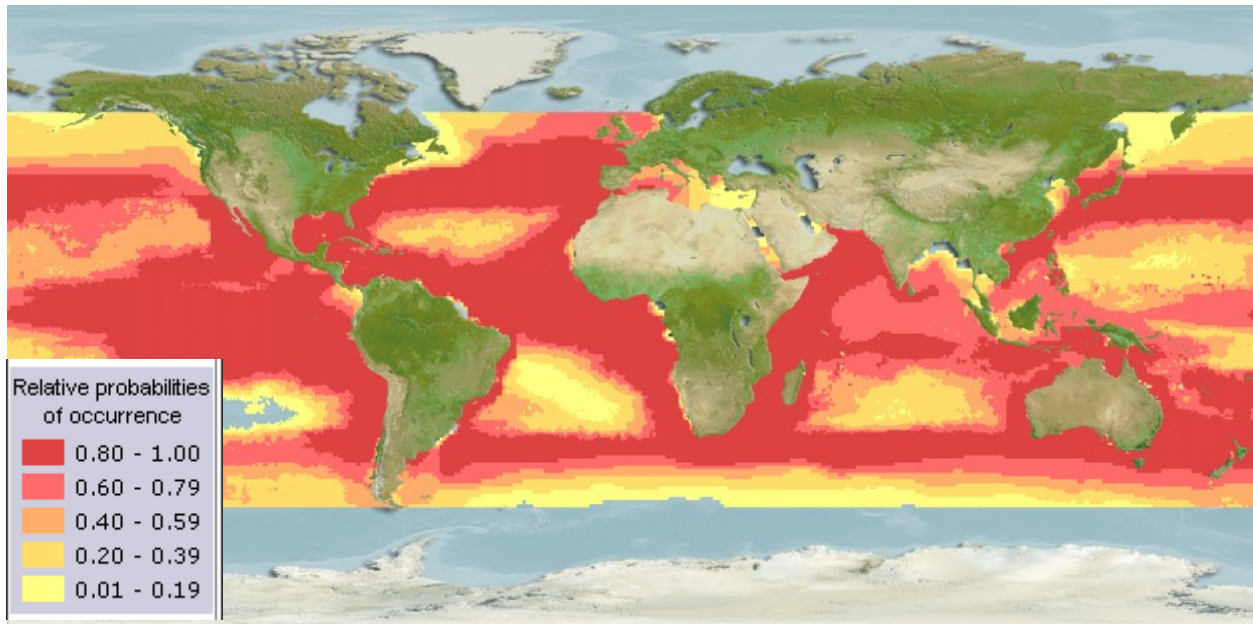 Relative probabilities
of occurrence
0.80 - 1.00
0.60 - 0.79
0.40 - 0.59
0.20 - 0.39
0.01 - 0.19